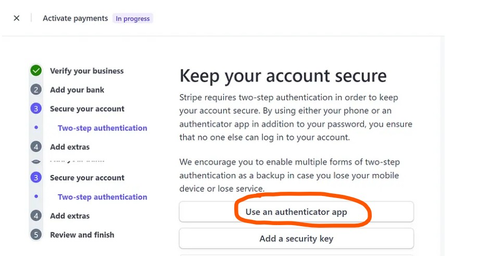 Activate payments In progress
Verify your business
2 Add your bank
3 Secure your account
Two-step authentication
4 Add extras
3 Secure your account
Two-step authentication
4 Add extras
5 Review and finish
Keep your account secure
Stripe requires two-step authentication in order to keep
your account secure. By using either your phone or an
authenticator app in addition to your password, you ensure
that no one else can log in to your account.
We encourage you to enable multiple forms of two-step
authentication as a backup in case you lose your mobile
device or lose service.
Use an authenticator app
Add a security key